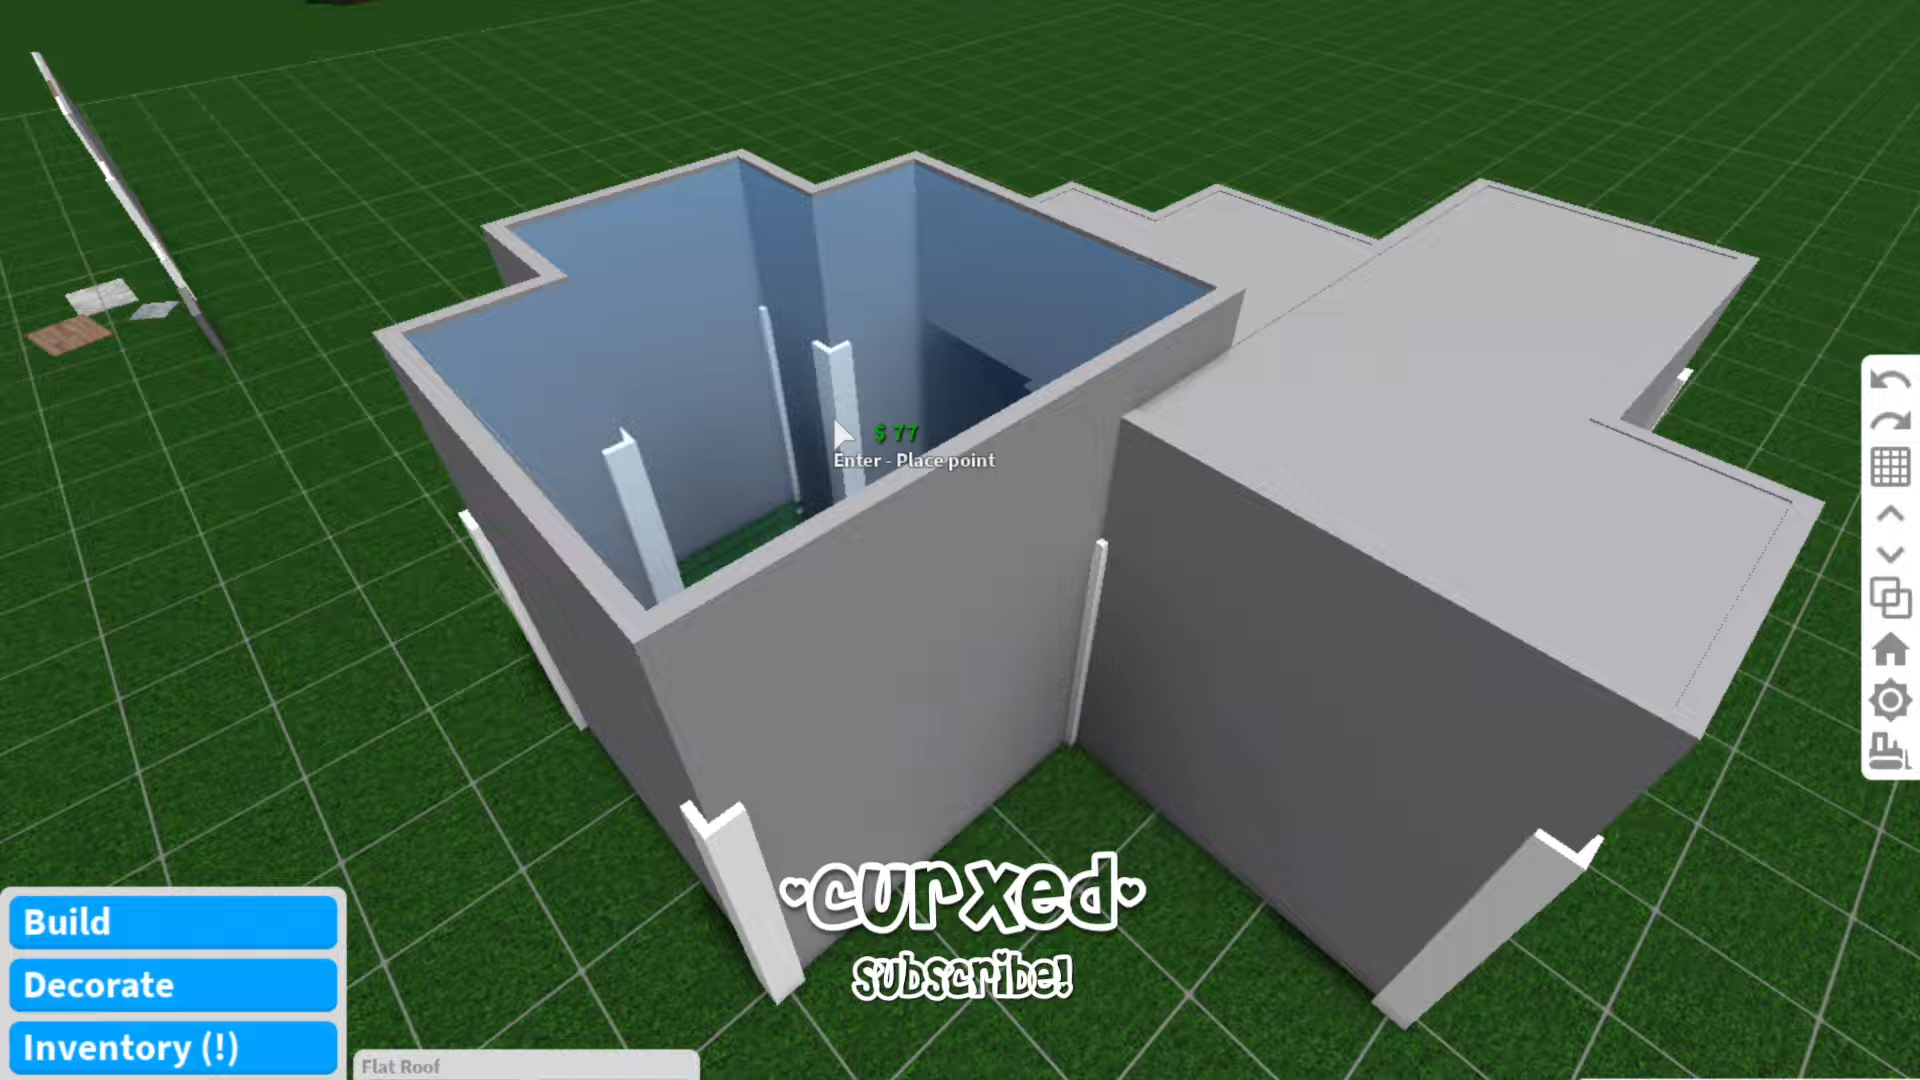 $ 77
Enter - Place point
•curxed•
subscribe!
Build
Decorate
Inventory (!)
Flat Roof